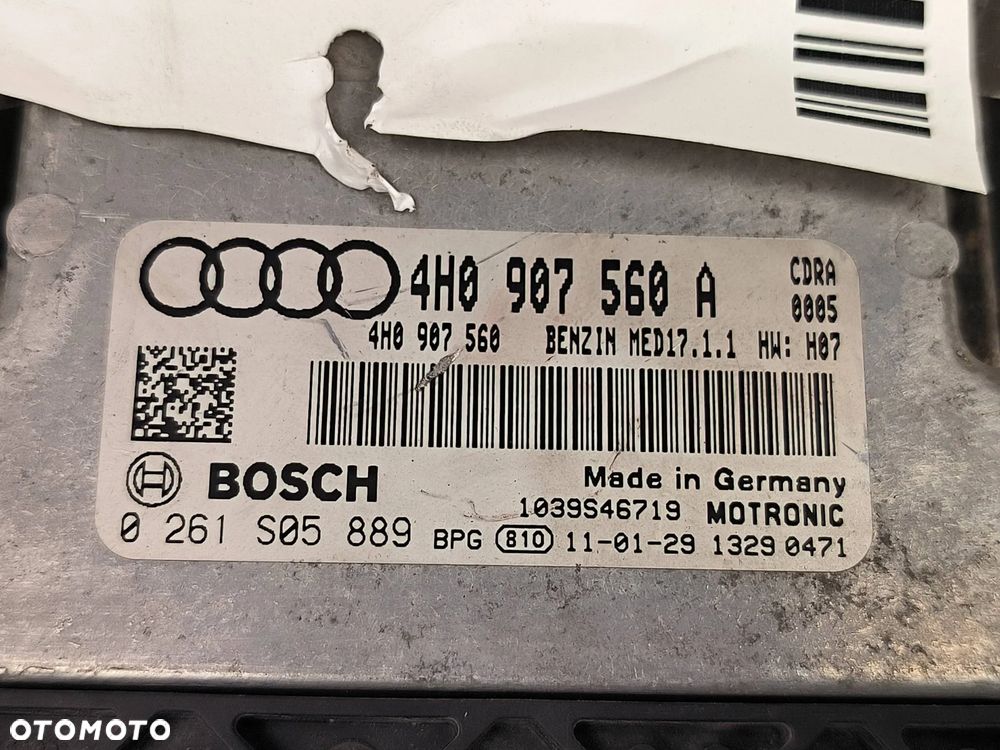 4H0 907 560 A CDRA
0005
4H0 907 560 BENZIN MED17.1.1 HW: H07
BOSCH Made in Germany
1039S46719 MOTRONIC
0 261 S05 889 BPG 810 11-01-29 1329 0471
OTOMOTO